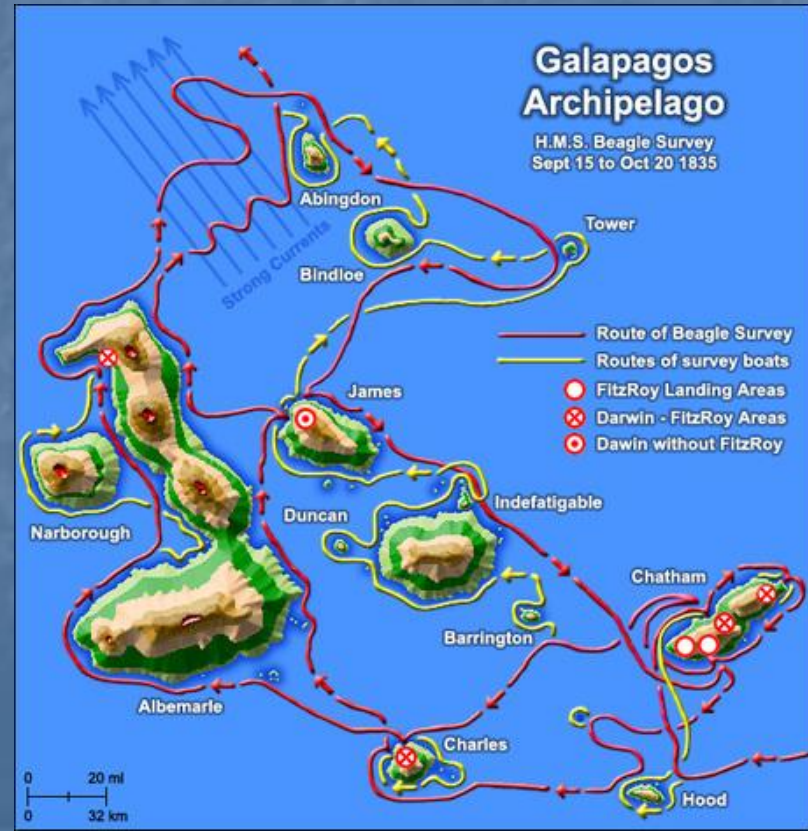 Galapagos
Archipelago
H.M.S. Beagle Survey
Sept 15 to Oct 20 1835
Abingdon
Tower
Bindloe
Strong Currents
Route of Beagle Survey
Routes of survey boats
FitzRoy Landing Areas
Darwin - FitzRoy Areas
Dawin without FitzRoy
James
Narborough
Duncan
Indefatigable
Chatham
Barrington
Albemarle
Charles
Hood
0 20 mi
0 32 km